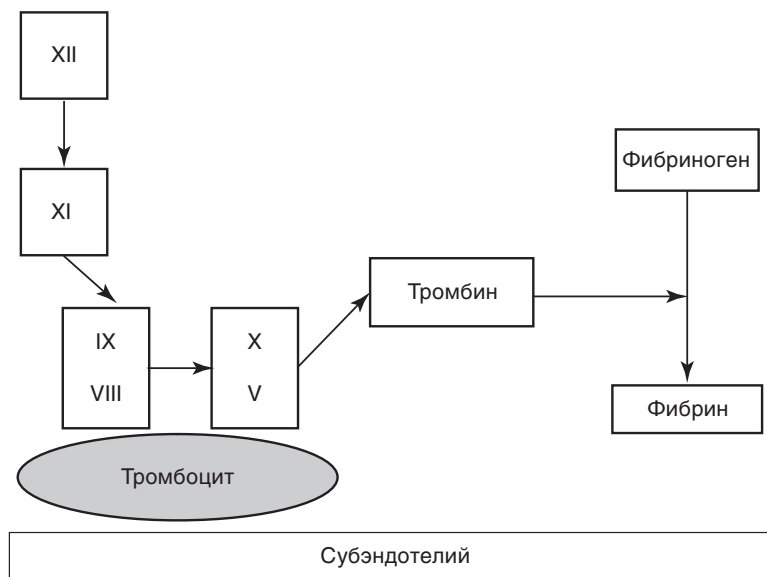 XII
XI
IX
VIII
X
V
Тромбин
Фибриноген
Фибрин
Тромбоцит
Субэндотелий